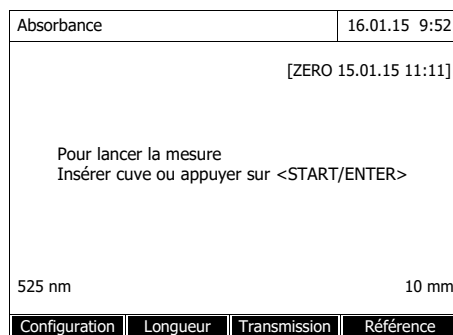 Absorbance 16.01.15 9:52
[ZERO 15.01.15 11:11]
Pour lancer la mesure
Insérer cuve ou appuyer sur <START/ENTER>
525 nm 10 mm
Configuration Longueur Transmission Référence